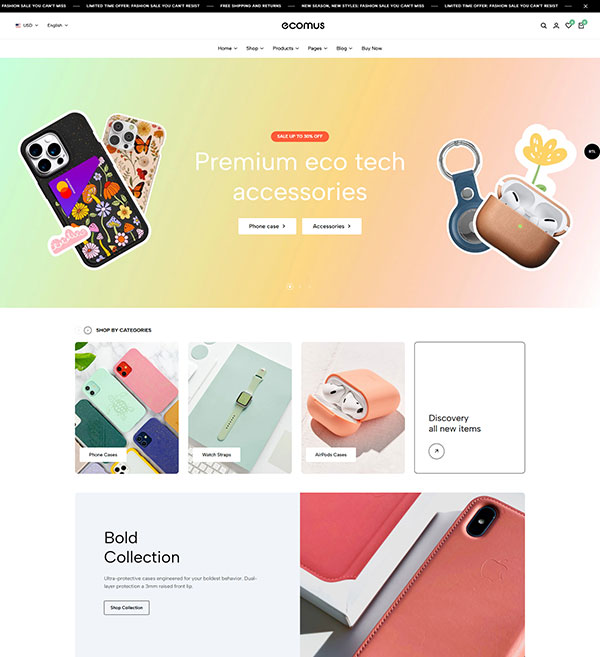 FASHION SALE YOU CAN'T MISS — LIMITED TIME OFFER: FASHION SALE YOU CAN'T RESIST — FREE SHIPPING AND RETURNS — NEW SEASON, NEW STYLES: FASHION SALE YOU CAN'T MISS — LIMITED TIME OFFER: FASHION SALE YOU CAN'T RESIST
USD English
ecomus
Home Shop Products Pages Blog Buy Now
SALE UP TO 30% OFF
Premium eco tech
accessories
Phone case
Accessories
RTL
SHOP BY CATEGORIES
Phone Cases
Watch Straps
AirPods Cases
Discovery
all new items
Bold
Collection
Ultra-protective cases engineered for your boldest behavior. Dual-
layer protection & 3mm raised front lip.
Shop Collection